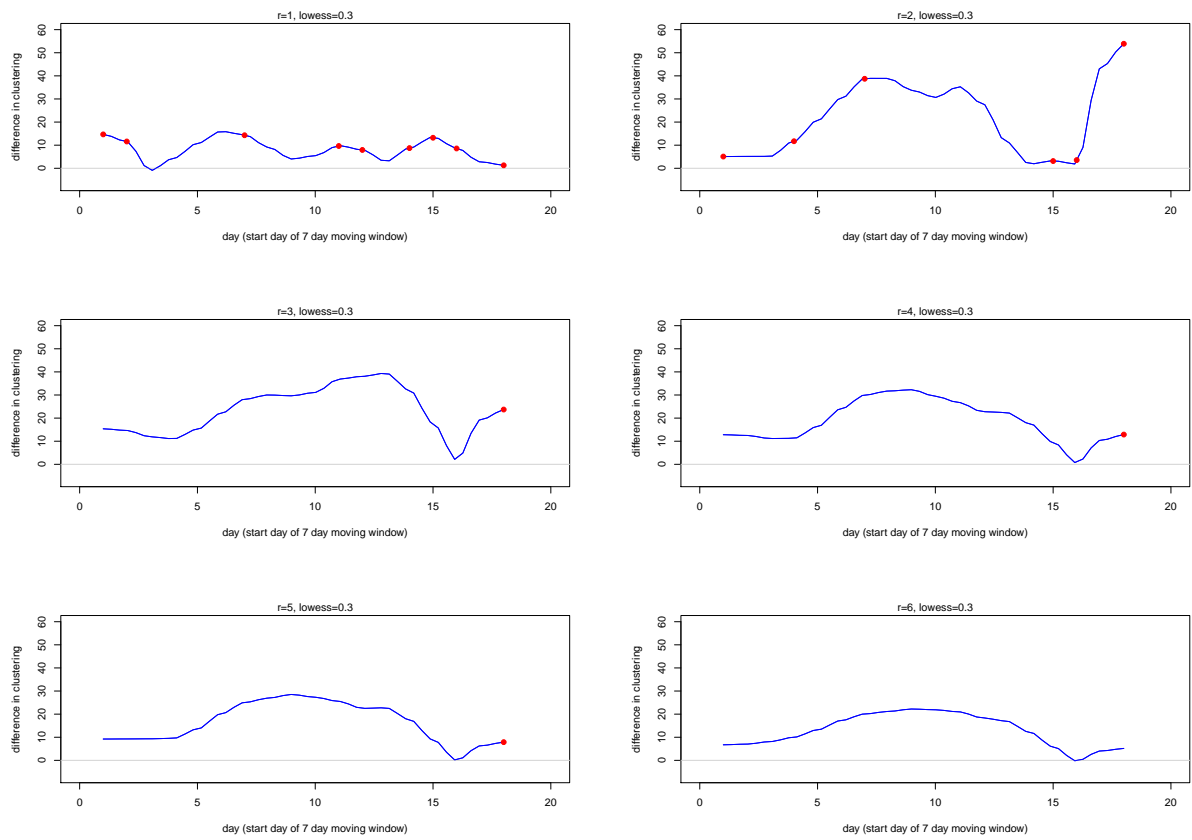 r=1, lowess=0.3
difference in clustering
0 10 20 30 40 50 60
0 5 10 15 20
day (start day of 7 day moving window)
r=2, lowess=0.3
difference in clustering
0 10 20 30 40 50 60
0 5 10 15 20
day (start day of 7 day moving window)
r=3, lowess=0.3
difference in clustering
0 10 20 30 40 50 60
0 5 10 15 20
day (start day of 7 day moving window)
r=4, lowess=0.3
difference in clustering
0 10 20 30 40 50 60
0 5 10 15 20
day (start day of 7 day moving window)
r=5, lowess=0.3
difference in clustering
0 10 20 30 40 50 60
0 5 10 15 20
day (start day of 7 day moving window)
r=6, lowess=0.3
difference in clustering
0 10 20 30 40 50 60
0 5 10 15 20
day (start day of 7 day moving window)